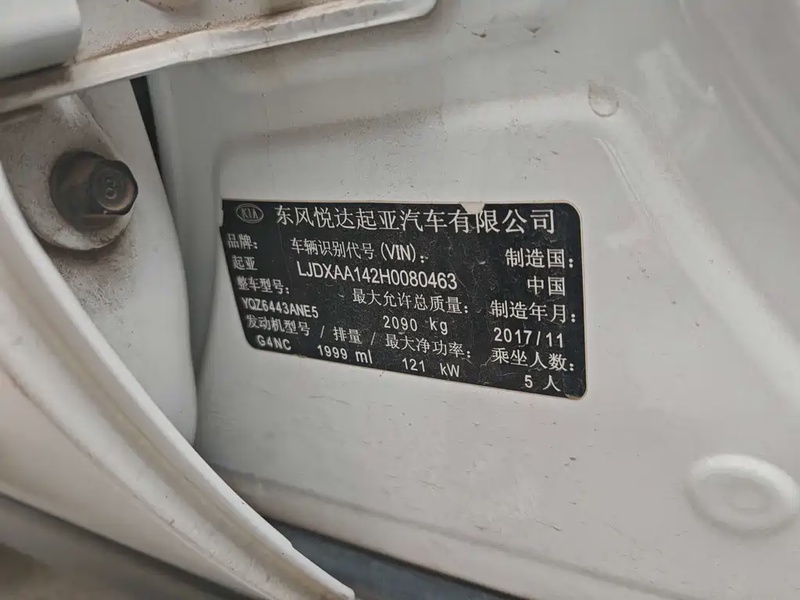 KIA 东风悦达起亚汽车有限公司
品牌: 车辆识别代号(VIN): 制造国:
起亚 LJDXAA142H0080463 中国
整车型号: 最大允许总质量: 制造年月:
YQZ6443ANE5 2090 kg 2017/11
发动机型号/排量/最大净功率: 乘坐人数:
G4NC 1999 ml 121 kW 5人
8